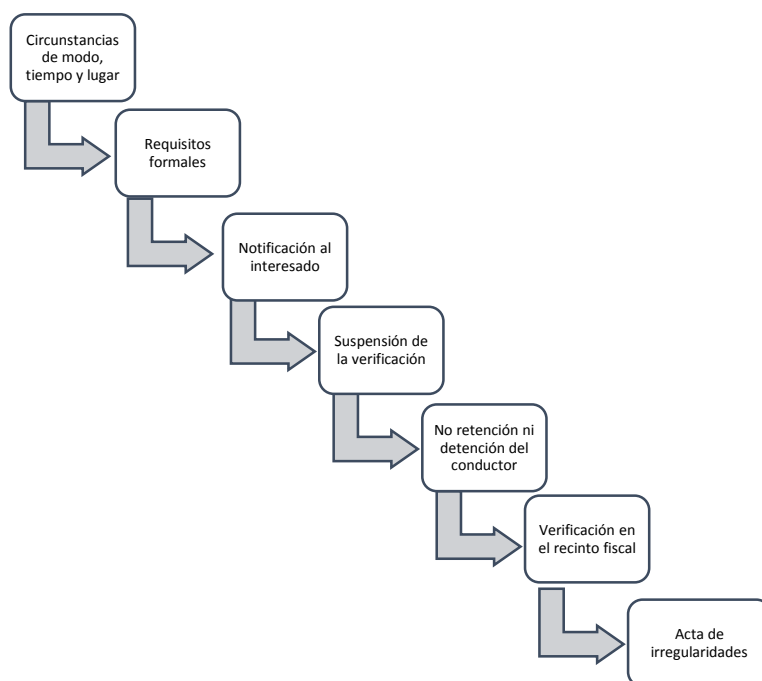 Circunstancias
de modo,
tiempo y lugar
Requisitos
formales
Notificación al
interesado
Suspensión de
la verificación
No retención ni
detención del
conductor
Verificación en
el recinto fiscal
Acta de
irregularidades